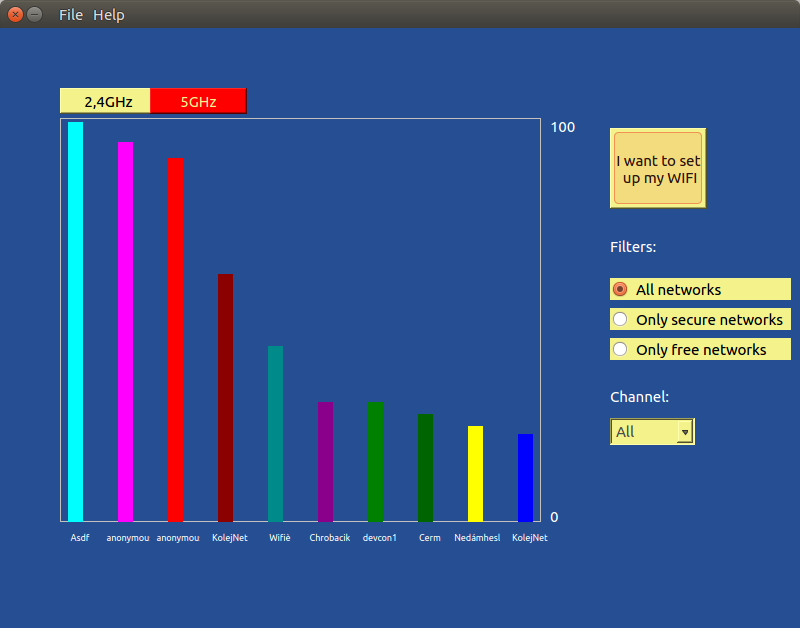 File Help
2,4GHz 5GHz
100
I want to set
up my WIFI
Filters:
All networks
Only secure networks
Only free networks
Channel:
All
0
Asdf anonymou anonymou KolejNet Wifiè Chrobacik devcon1 Cerm Nedámhesl KolejNet